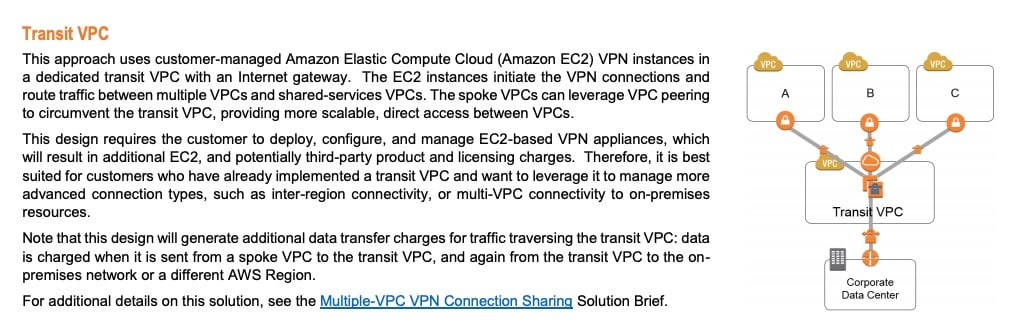 Transit VPC
This approach uses customer-managed Amazon Elastic Compute Cloud (Amazon EC2) VPN instances in
a dedicated transit VPC with an Internet gateway.  The EC2 instances initiate the VPN connections and
route traffic between multiple VPCs and shared-services VPCs. The spoke VPCs can leverage VPC peering
to circumvent the transit VPC, providing more scalable, direct access between VPCs.
This design requires the customer to deploy, configure, and manage EC2-based VPN appliances, which
will result in additional EC2, and potentially third-party product and licensing charges.  Therefore, it is best
suited for customers who have already implemented a transit VPC and want to leverage it to manage more
advanced connection types, such as inter-region connectivity, or multi-VPC connectivity to on-premises
resources.
Note that this design will generate additional data transfer charges for traffic traversing the transit VPC: data
is charged when it is sent from a spoke VPC to the transit VPC, and again from the transit VPC to the on-
premises network or a different AWS Region.
For additional details on this solution, see the Multiple-VPC VPN Connection Sharing Solution Brief.
VPC
VPC
VPC
A
B
C
VPC
Transit VPC
Corporate
Data Center